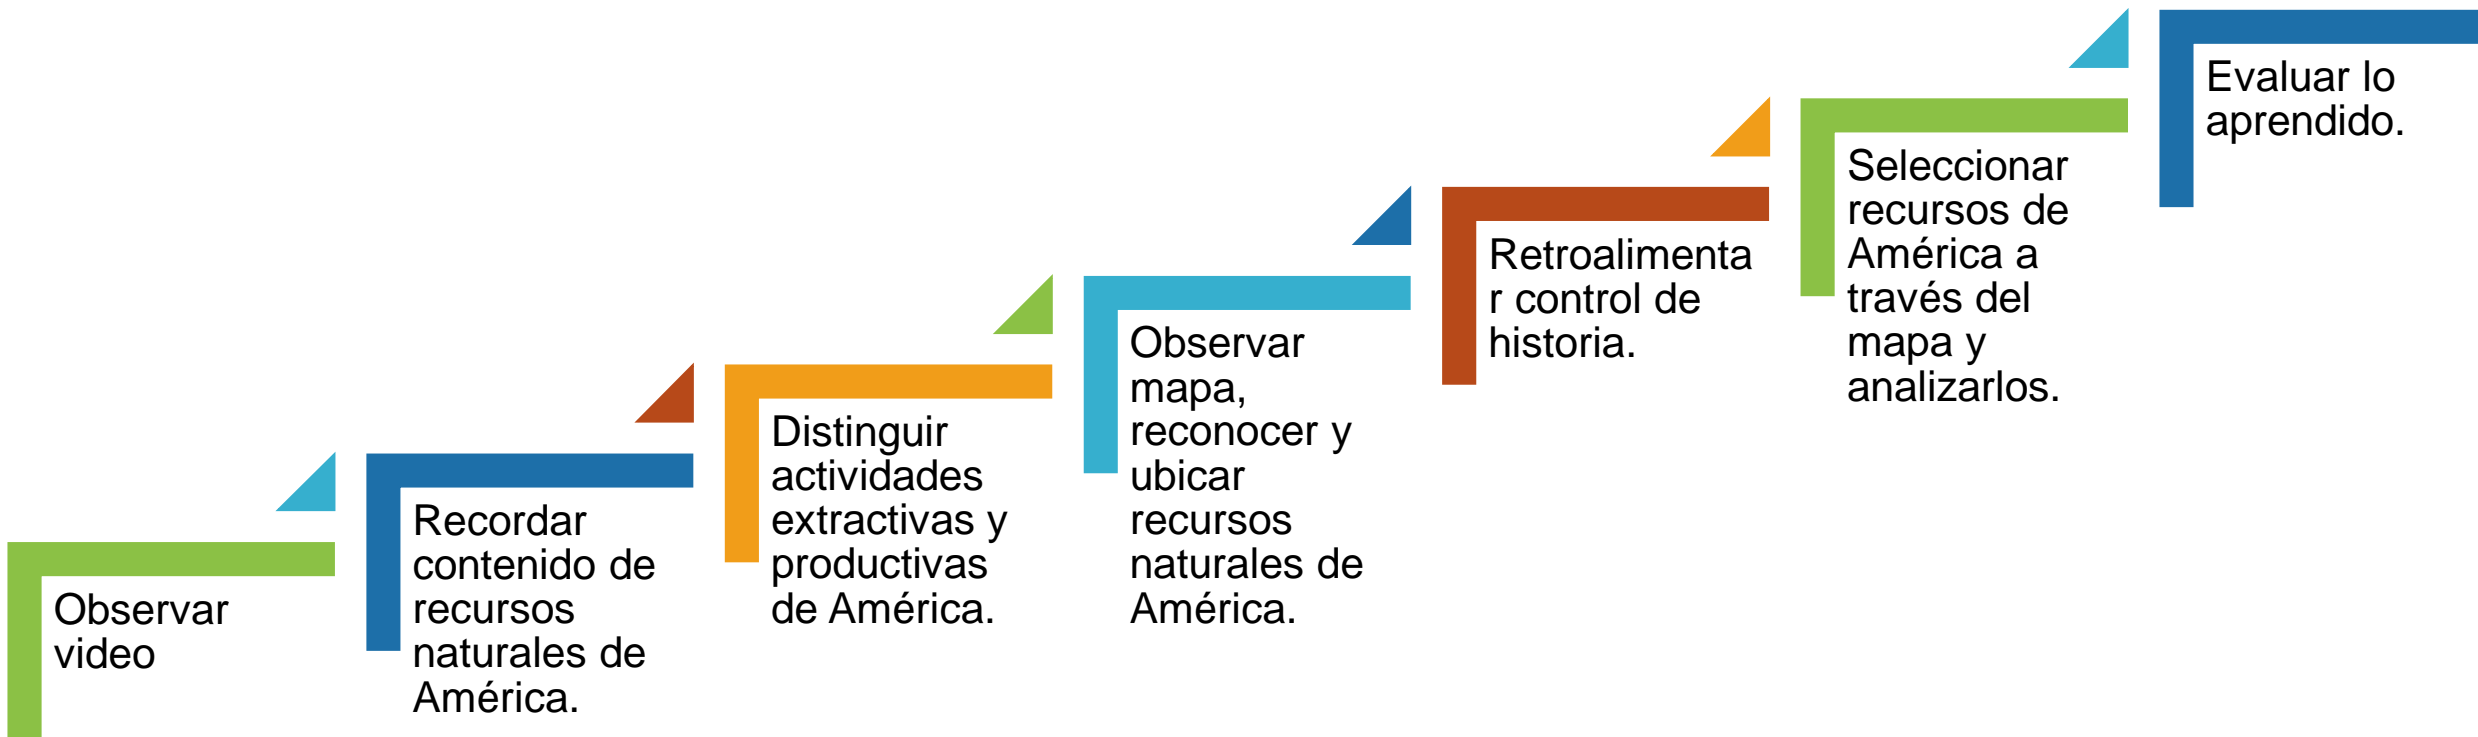 Observar
video
Recordar
contenido de
recursos
naturales de
América.
Distinguir
actividades
extractivas y
productivas
de América.
Observar
mapa,
reconocer y
ubicar
recursos
naturales de
América.
Retroalimenta
r control de
historia.
Seleccionar
recursos de
América a
través del
mapa y
analizarlos.
Evaluar lo
aprendido.